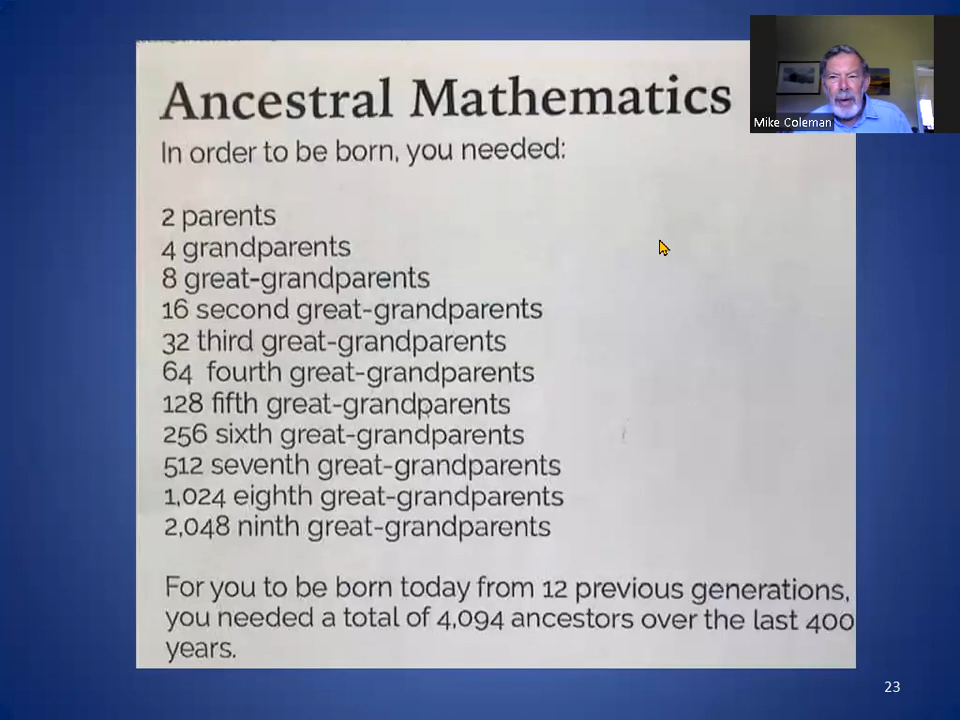 Ancestral Mathematics
In order to be born, you needed:
2 parents
4 grandparents
8 great-grandparents
16 second great-grandparents
32 third great-grandparents
64 fourth great-grandparents
128 fifth great-grandparents
256 sixth great-grandparents
512 seventh great-grandparents
1,024 eighth great-grandparents
2,048 ninth great-grandparents
For you to be born today from 12 previous generations,
you needed a total of 4,094 ancestors over the last 400
years.
Mike Coleman
23